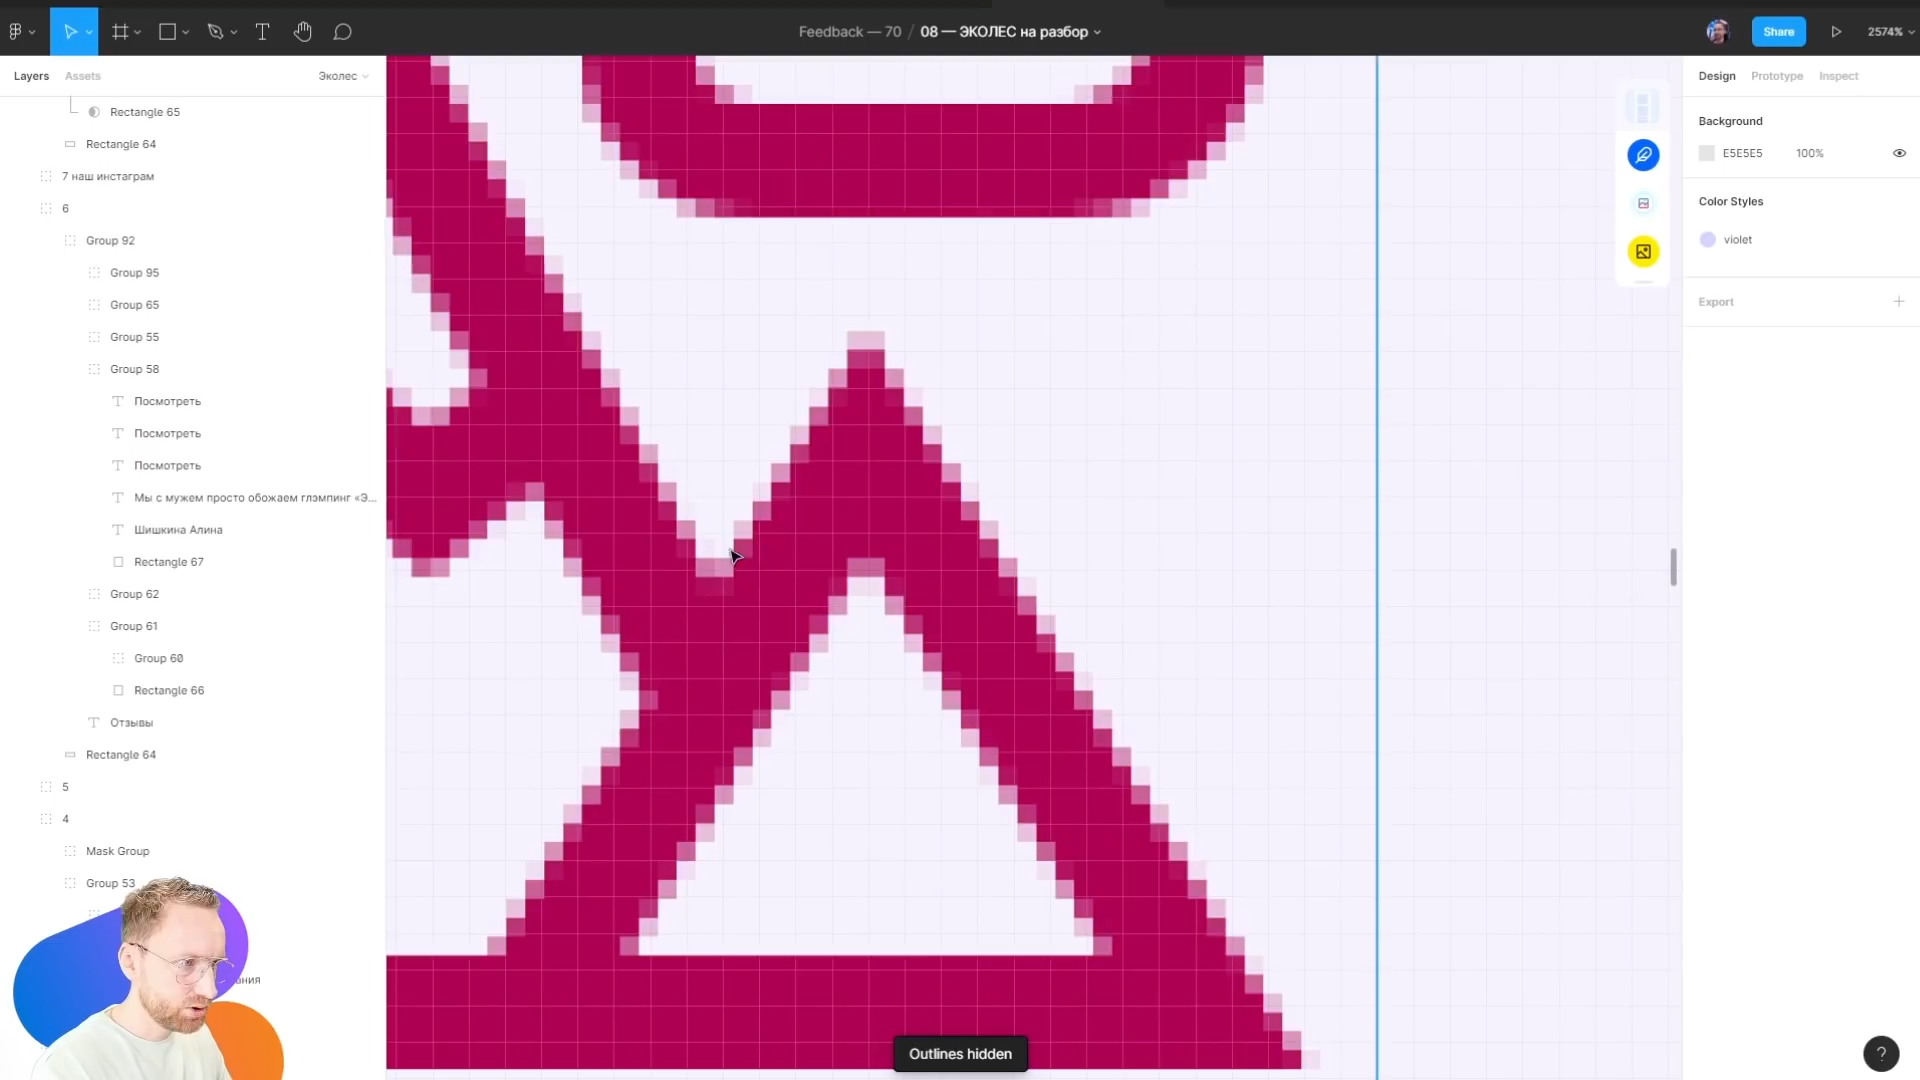 Feedback — 70 / 08 — ЭКОЛЕС на разбор
Share
2574%
Layers
Assets
Эколес
Rectangle 65
Rectangle 64
7 наш инстаграм
6
Group 92
Group 95
Group 65
Group 55
Group 58
Посмотреть
Посмотреть
Посмотреть
Мы с мужем просто обожаем глэмпинг «Э...
Шишкина Алина
Rectangle 67
Group 62
Group 61
Group 60
Rectangle 66
Отзывы
Rectangle 64
5
4
Mask Group
Group 53
ания
Outlines hidden
Design
Prototype
Inspect
Background
E5E5E5
100%
Color Styles
violet
Export
?